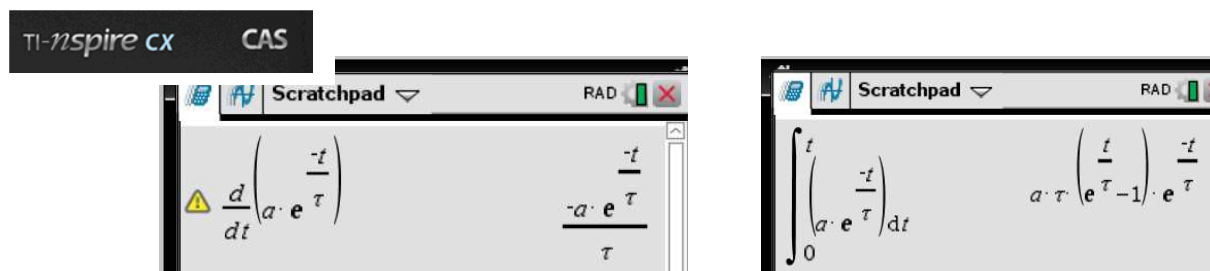 TI-nspire CX CAS
Scratchpad RAD
d/dt(a·e^(-t/τ)) (-a·e^(-t/τ))/τ
Scratchpad RAD
∫₀ᵗ(a·e^(-t/τ))dt a·τ·(e^(t/τ)-1)·e^(-t/τ)